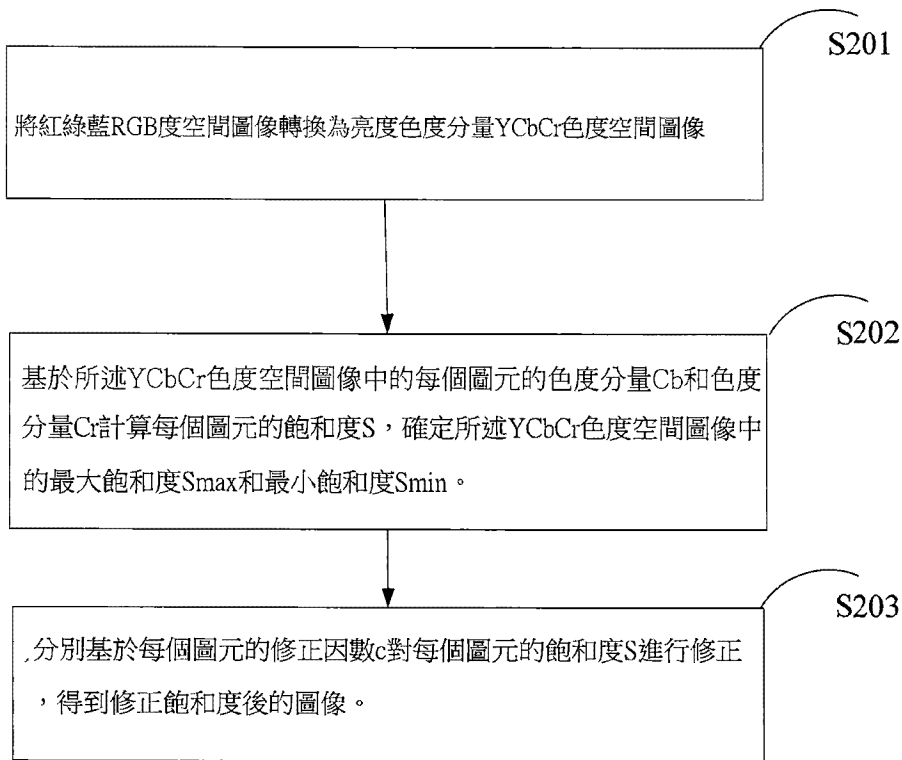 S201
將紅綠藍RGB度空間圖像轉換為亮度色度分量YCbCr色度空間圖像
S202
基於所述YCbCr色度空間圖像中的每個圖元的色度分量Cb和色度
分量Cr計算每個圖元的飽和度S，確定所述YCbCr色度空間圖像中
的最大飽和度Smax和最小飽和度Smin。
S203
分別基於每個圖元的修正因數c對每個圖元的飽和度S進行修正
，得到修正飽和度後的圖像。